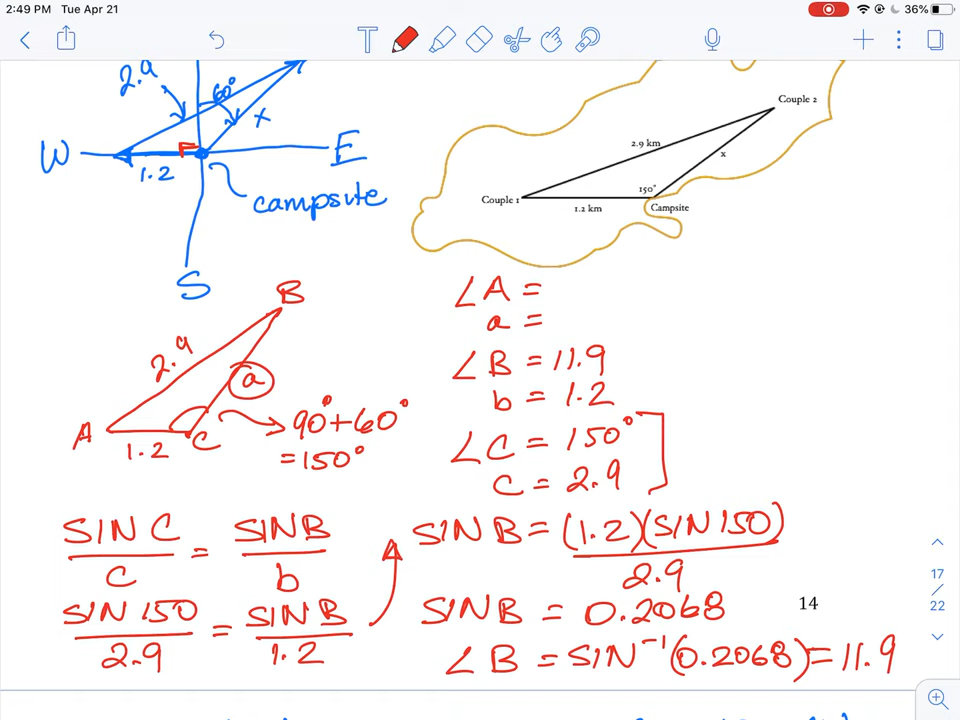 2:49 PM Tue Apr 21
36%
T
2.9
60°
x
W
E
1.2
campsite
S
Couple 2
2.9 km
x
150°
Couple 1
1.2 km
Campsite
B
2.9
a
A
1.2
C
90°+60°
=150°
∠A =
a =
∠B = 11.9
b = 1.2
∠C = 150°
c = 2.9
SIN C/c = SIN B/b
SIN 150/2.9 = SIN B/1.2
SIN B = (1.2)(SIN 150)/2.9
SIN B = 0.2068
∠B = SIN⁻¹(0.2068) = 11.9
14
17
/
22